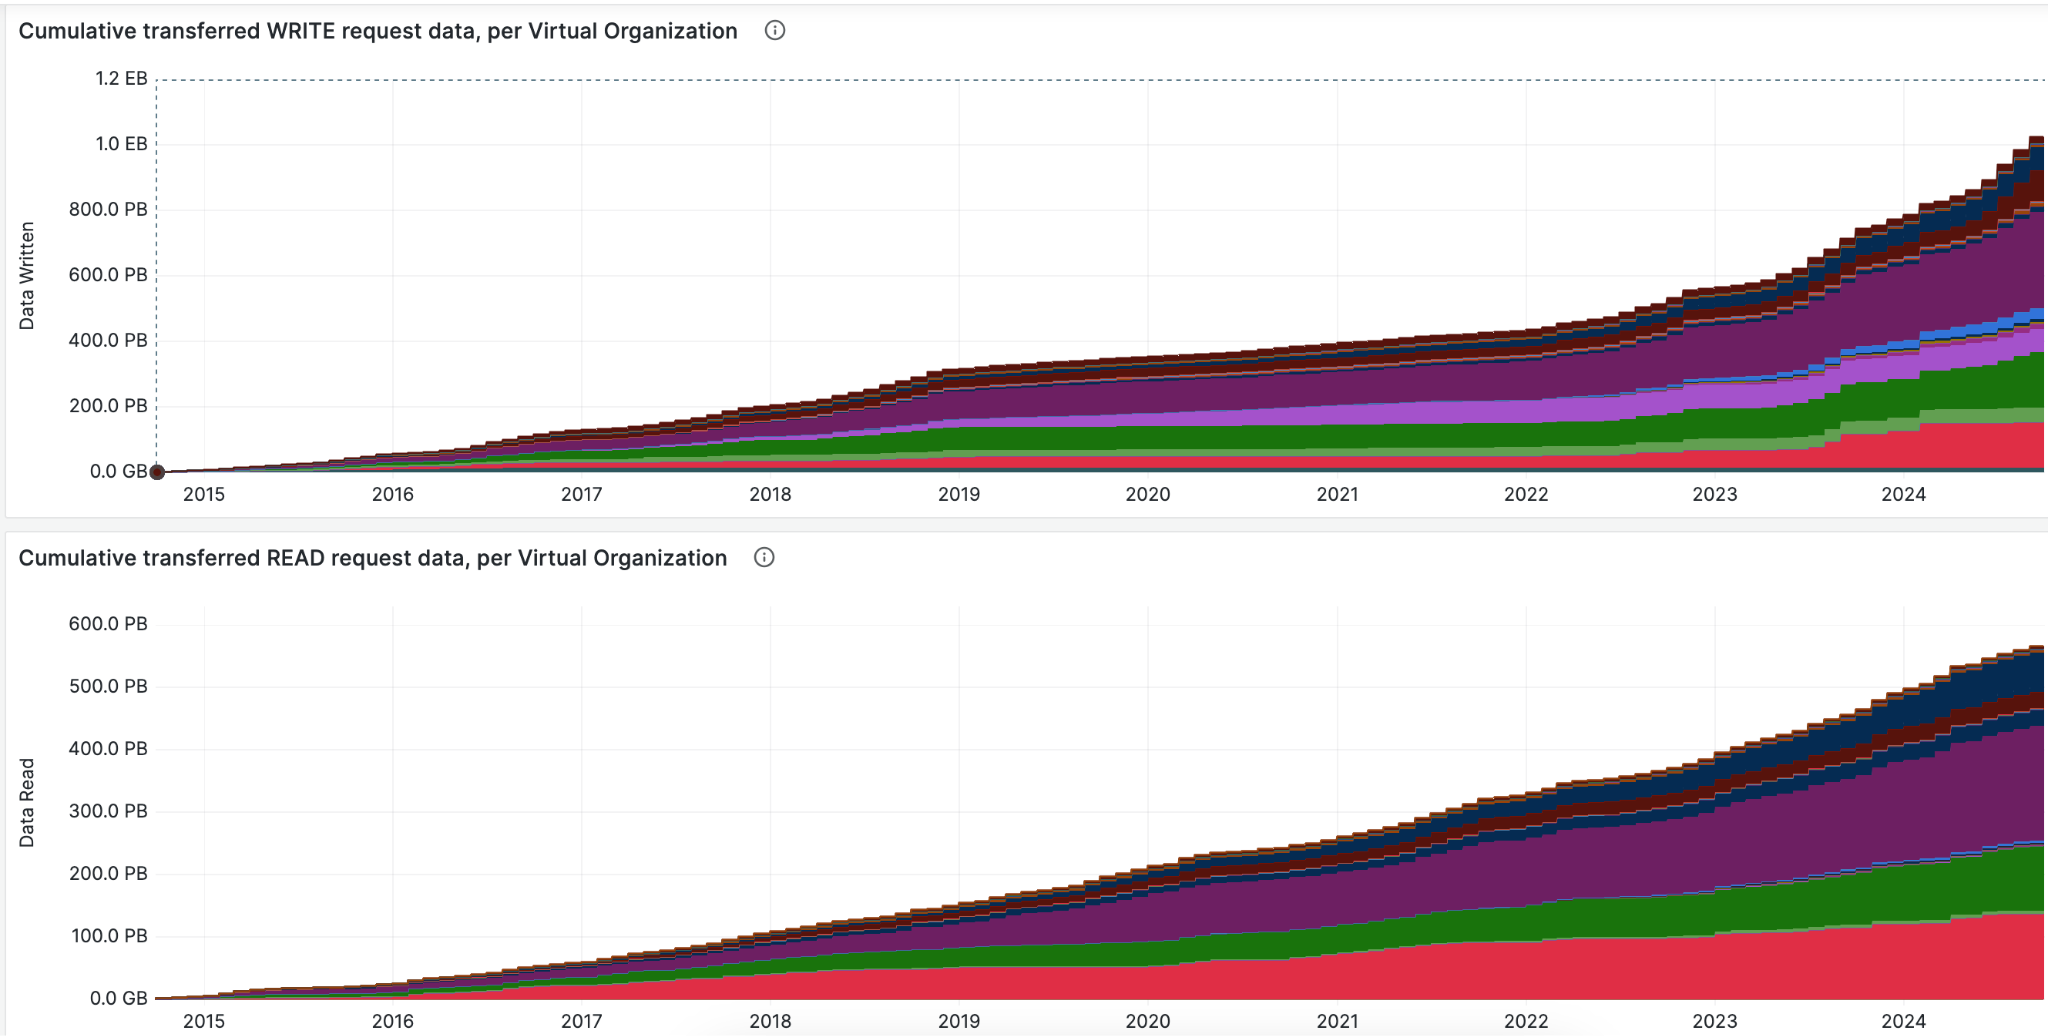 Cumulative transferred WRITE request data, per Virtual Organization
1.2 EB
1.0 EB
800.0 PB
600.0 PB
400.0 PB
200.0 PB
0.0 GB
Data Written
2015 2016 2017 2018 2019 2020 2021 2022 2023 2024
Cumulative transferred READ request data, per Virtual Organization
600.0 PB
500.0 PB
400.0 PB
300.0 PB
200.0 PB
100.0 PB
0.0 GB
Data Read
2015 2016 2017 2018 2019 2020 2021 2022 2023 2024